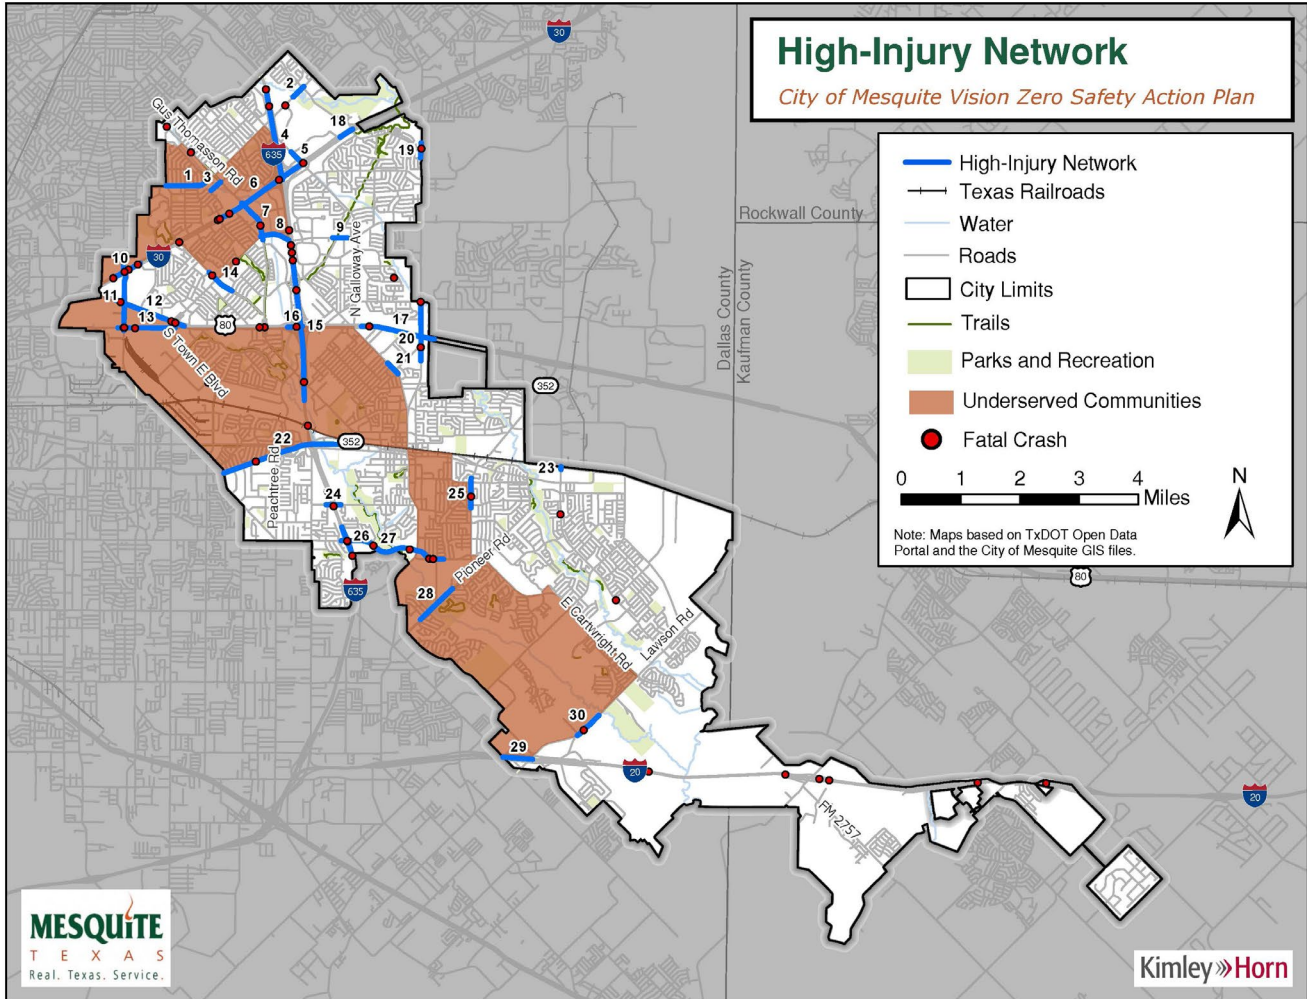 High-Injury Network
City of Mesquite Vision Zero Safety Action Plan
High-Injury Network
Texas Railroads
Water
Roads
City Limits
Trails
Parks and Recreation
Underserved Communities
Fatal Crash
0 1 2 3 4 Miles
N
Note: Maps based on TxDOT Open Data
Portal and the City of Mesquite GIS files.
30
2
Gus Thomasson Rd
4
18
635
5
19
1
3
6
7
8
9
Rockwall County
N Galloway Ave
30
10
14
11
12
13
80
16
15
17
20
21
S Town E Blvd
Dallas County
Kaufman County
352
22
352
Peachtree Rd
23
24
25
26
27
Pioneer Rd
635
28
80
E Cartwright Rd
Lawson Rd
30
29
20
FM 2757
20
MESQUiTE
TEXAS
Real. Texas. Service.
Kimley»Horn